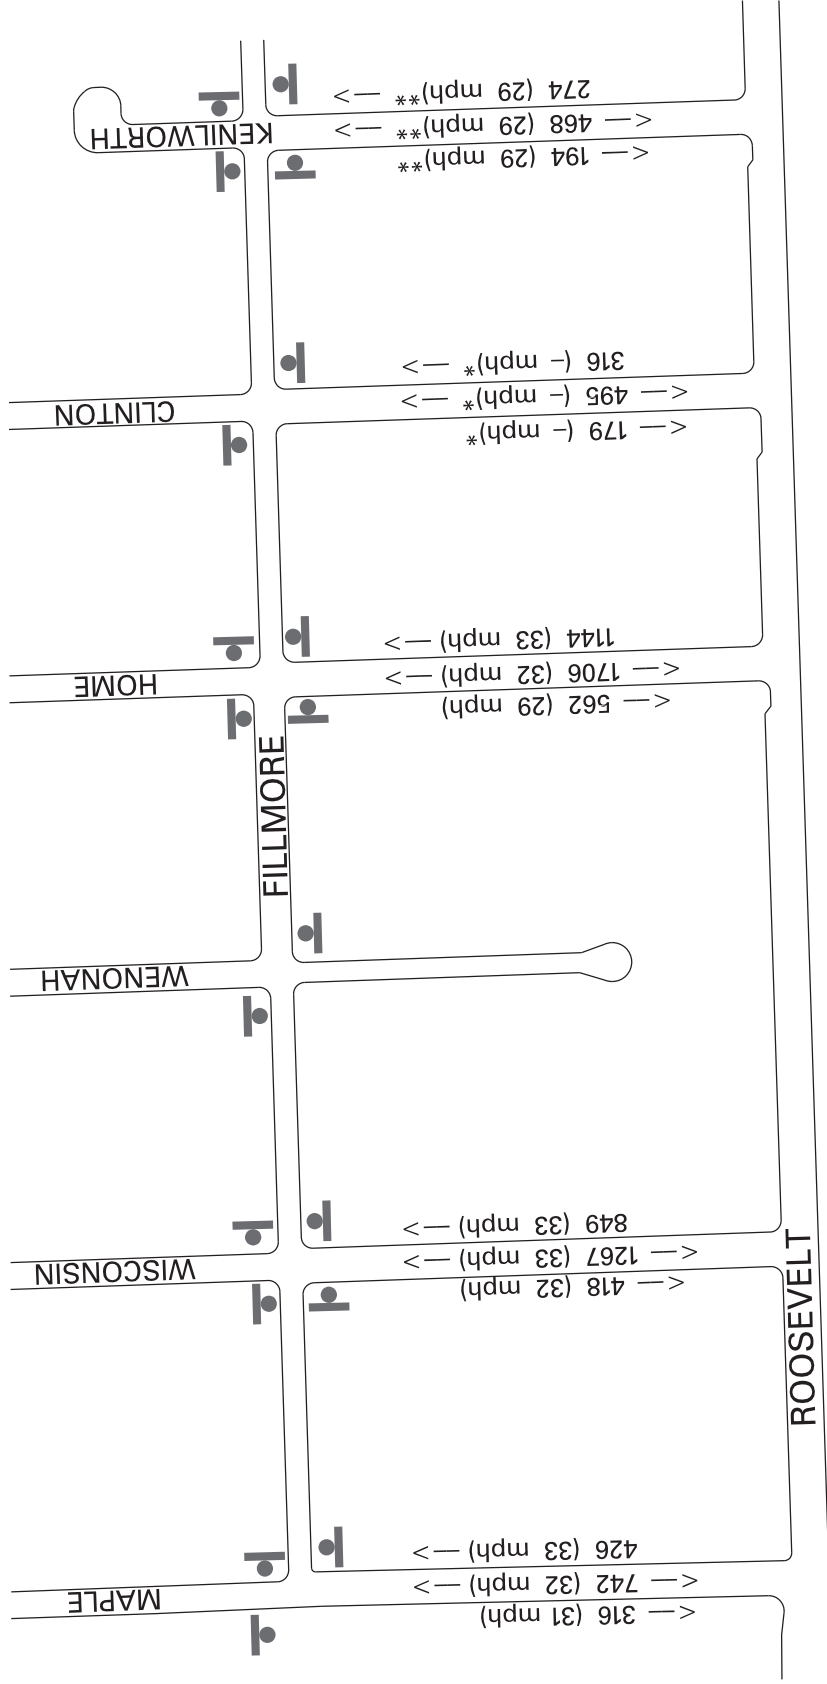 <— 316 (31 mph)
<— 742 (32 mph) —>
426 (33 mph) —>
MAPLE
<— 418 (32 mph)
<— 1267 (33 mph) —>
849 (33 mph) —>
WISCONSIN
ROOSEVELT
WENONAH
FILLMORE
<— 562 (29 mph)
<— 1706 (32 mph) —>
1144 (33 mph) —>
HOME
<— 179 (– mph)*
<— 495 (– mph)* —>
316 (– mph)* —>
CLINTON
<— 194 (29 mph)**
<— 468 (29 mph)** —>
274 (29 mph)** —>
KENILWORTH